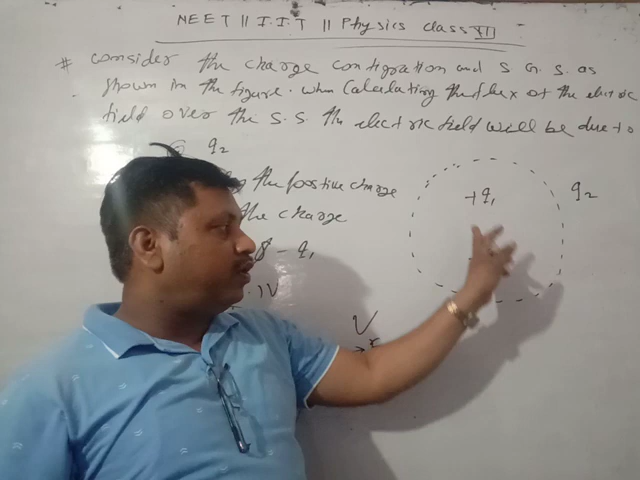 NEET || I.I.T || Physics class XII
# consider the charge configration and S G. S. as
shown in the figure. when Calculating the flux of the electric
field over the S.S. the electric field will be due to
@ q2
the positive charge
the charge
- q1
+q1
q2